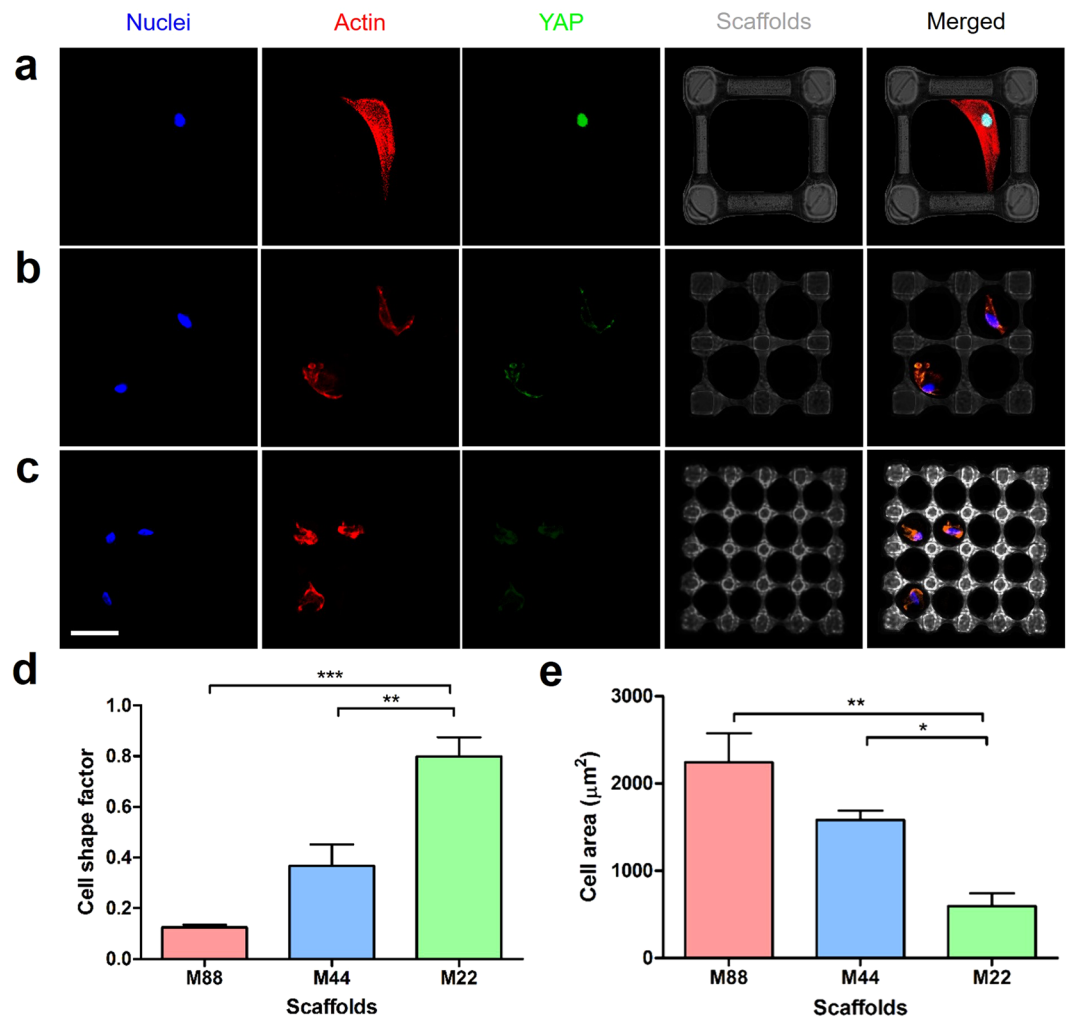 Nuclei Actin YAP Scaffolds Merged
a
b
c
d
e
***
**
1.0
0.8
0.6
0.4
0.2
0.0
Cell shape factor
M88 M44 M22
Scaffolds
**
*
3000
2000
1000
0
Cell area (μm²)
M88 M44 M22
Scaffolds